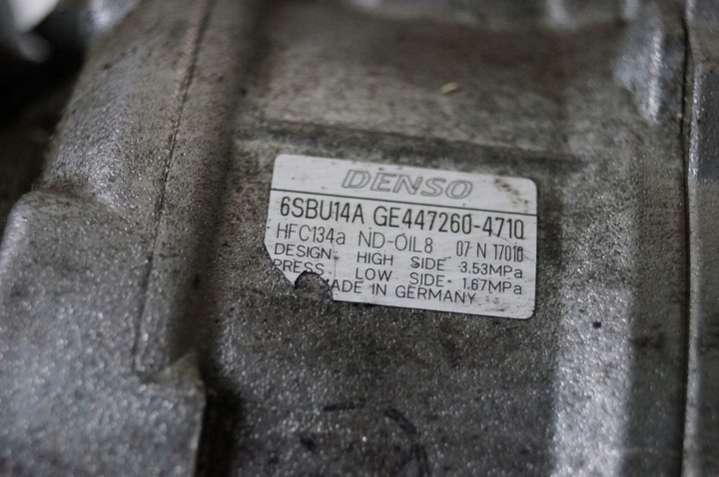 DENSO
6SBU14A GE447260-4710
HFC134a ND-OIL8 07 N 17010
DESIGN HIGH SIDE 3.53MPa
PRESS LOW SIDE 1.67MPa
MADE IN GERMANY